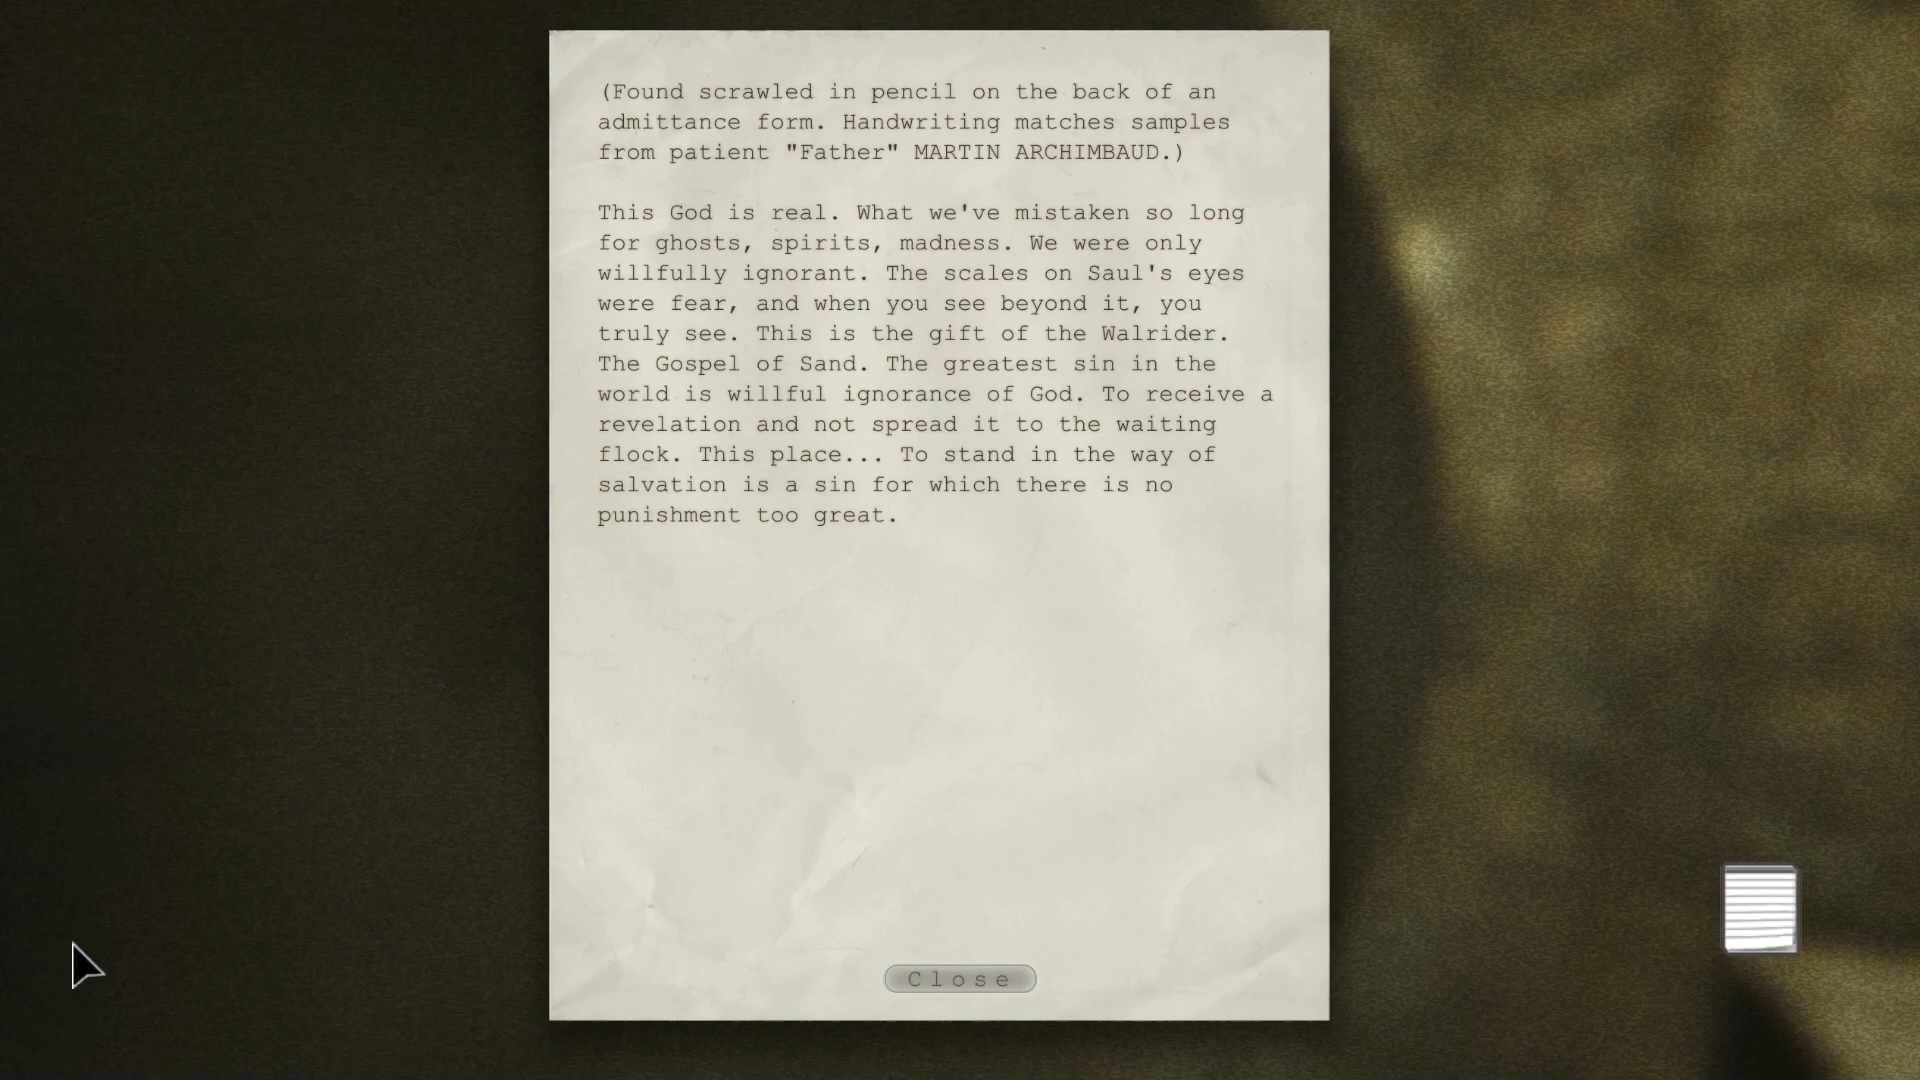 (Found scrawled in pencil on the back of an
admittance form. Handwriting matches samples
from patient "Father" MARTIN ARCHIMBAUD.)
This God is real. What we've mistaken so long
for ghosts, spirits, madness. We were only
willfully ignorant. The scales on Saul's eyes
were fear, and when you see beyond it, you
truly see. This is the gift of the Walrider.
The Gospel of Sand. The greatest sin in the
world is willful ignorance of God. To receive a
revelation and not spread it to the waiting
flock. This place... To stand in the way of
salvation is a sin for which there is no
punishment too great.
Close